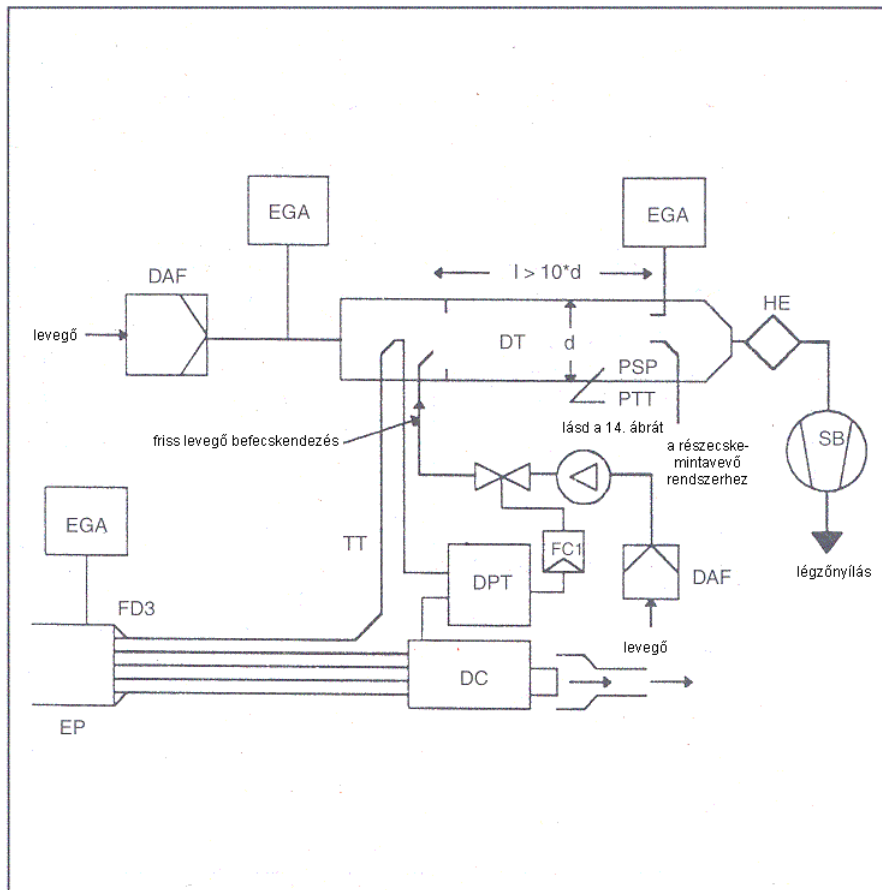 EGA
EGA
DAF
l > 10*d
HE
levegő
DT
d
PSP
PTT
friss levegő befecskendezés
lásd a 14. ábrát
a részecske-
mintavevő
rendszerhez
SB
EGA
TT
FC1
DPT
DAF
légzőnyílás
FD3
levegő
DC
EP